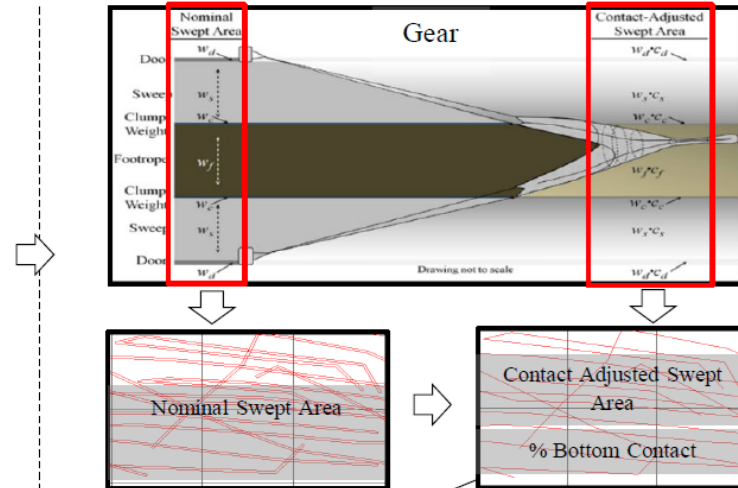 Nominal
Swept Area
Gear
Contact-Adjusted
Swept Area
w_d
w_d•c_d
Door
Sweep
w_s
w_s•c_s
Clump
Weight
w_c
w_c•c_c
Footrope
w_f
w_f•c_f
Clump
Weight
w_c
w_c•c_c
Sweep
w_s
w_s•c_s
Door
w_d
Drawing not to scale
w_d•c_d
Nominal Swept Area
Contact Adjusted Swept
Area
% Bottom Contact